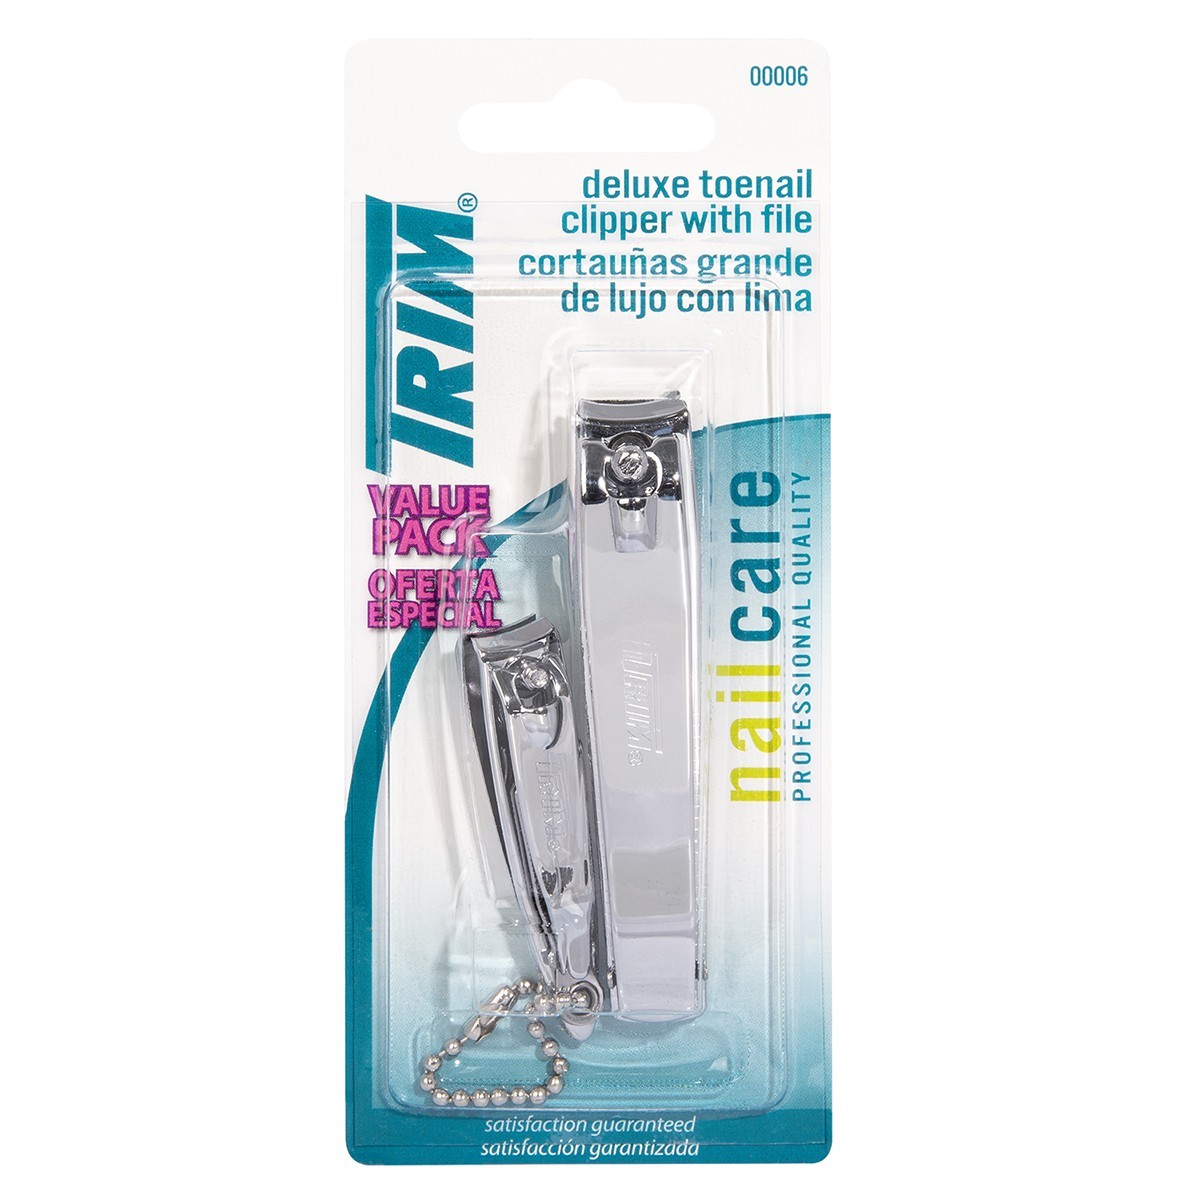 00006
deluxe toenail
clipper with file
cortauñas grande
de lujo con lima
TRIM®
VALUE
PACK
OFERTA
ESPECIAL
nail care
PROFESSIONAL QUALITY
TRIM®
TRIM®
satisfaction guaranteed
satisfacción garantizada